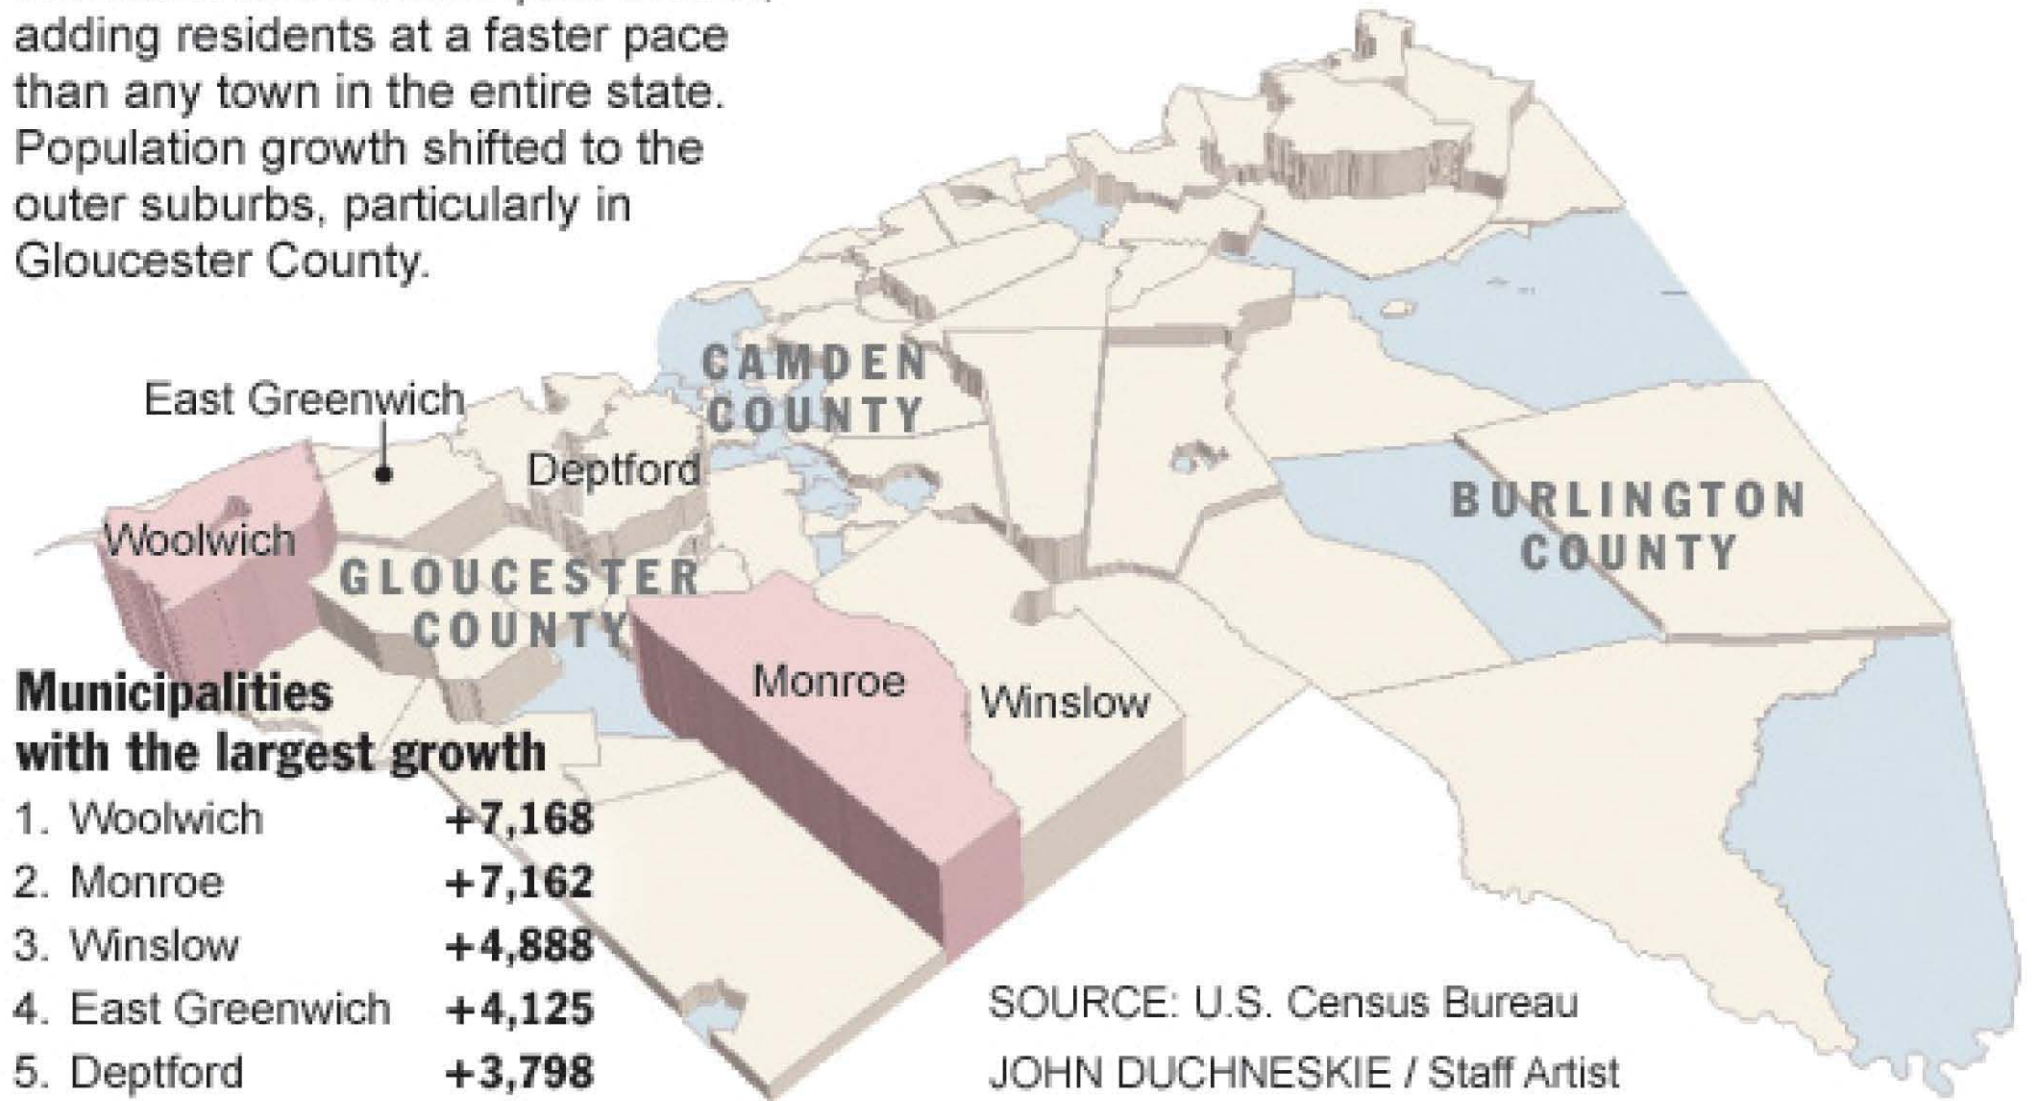 adding residents at a faster pace
than any town in the entire state.
Population growth shifted to the
outer suburbs, particularly in
Gloucester County.
East Greenwich
CAMDEN
COUNTY
Deptford
Woolwich
GLOUCESTER
COUNTY
BURLINGTON
COUNTY
Monroe
Winslow
Municipalities
with the largest growth
1. Woolwich +7,168
2. Monroe +7,162
3. Winslow +4,888
4. East Greenwich +4,125
5. Deptford +3,798
SOURCE: U.S. Census Bureau
JOHN DUCHNESKIE / Staff Artist